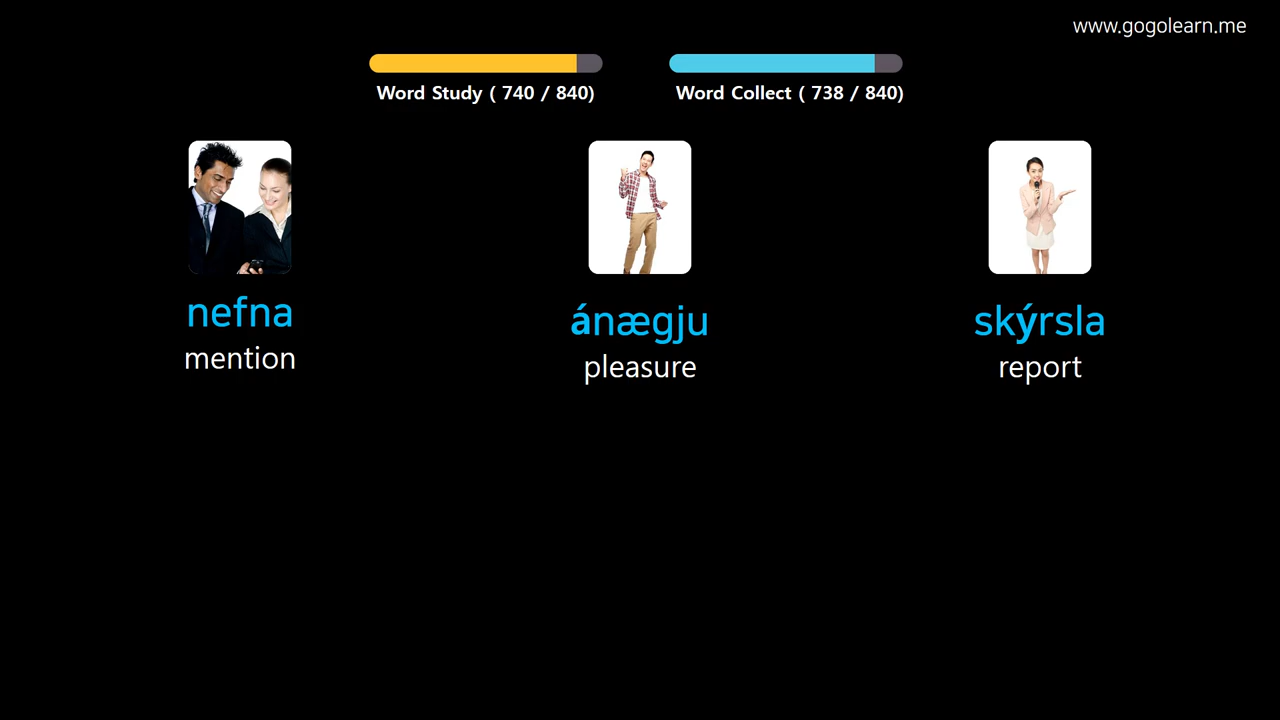 www.gogolearn.me
Word Study ( 740 / 840)
Word Collect ( 738 / 840)
nefna
mention
ánægju
pleasure
skýrsla
report